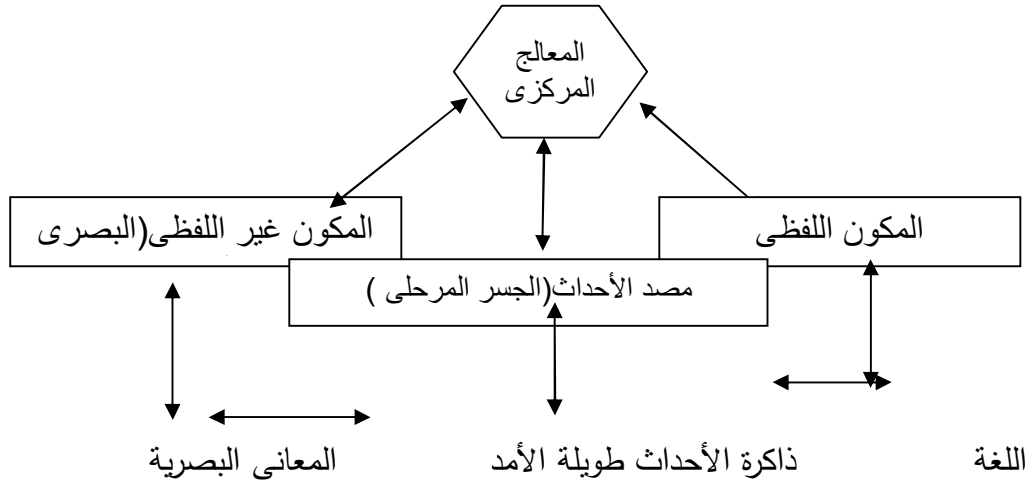 المعالج
المركزى
المكون اللفظى
المكون غير اللفظى(البصرى
مصد الأحداث(الجسر المرحلى )
اللغة
ذاكرة الأحداث طويلة الأمد
المعانى البصرية